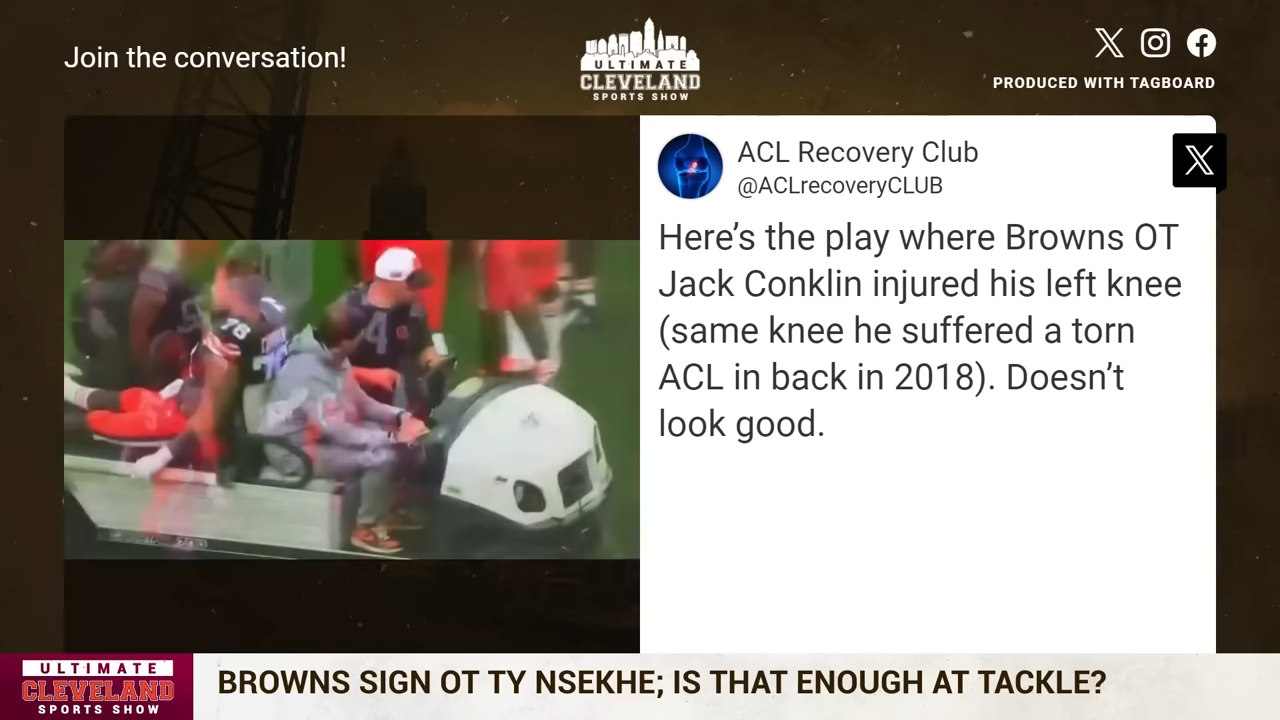 Join the conversation!
ULTIMATE
CLEVELAND
SPORTS SHOW
PRODUCED WITH TAGBOARD
ACL Recovery Club
@ACLrecoveryCLUB
Here’s the play where Browns OT
Jack Conklin injured his left knee
(same knee he suffered a torn
ACL in back in 2018). Doesn’t
look good.
78
4
ULTIMATE
CLEVELAND
SPORTS SHOW
BROWNS SIGN OT TY NSEKHE; IS THAT ENOUGH AT TACKLE?